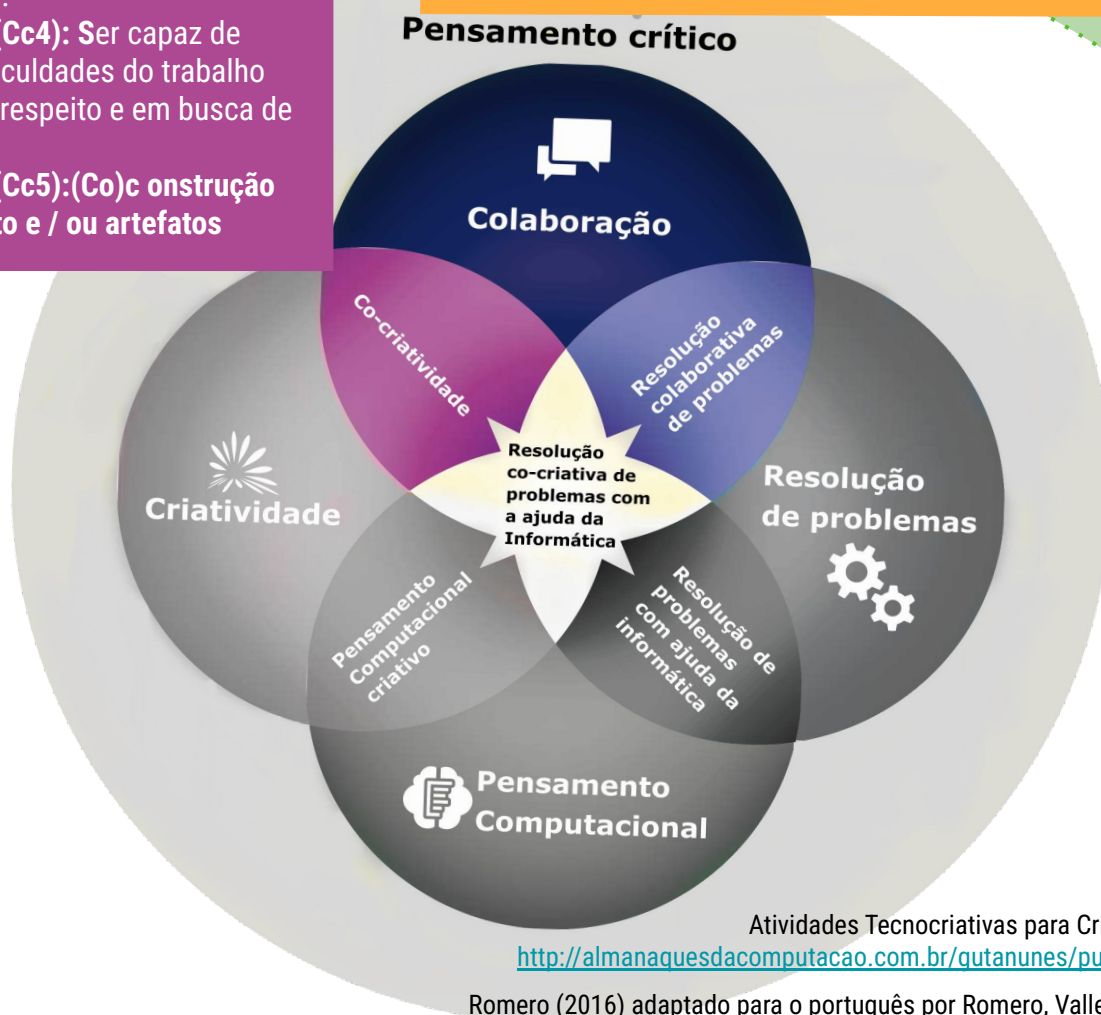 (Cc4): Ser capaz de
culdades do trabalho
respeito e em busca de
(Cc5):(Co)c onstrução
to e / ou artefatos
Pensamento crítico
Colaboração
Co-criatividade
Resolução
colaborativa
de problemas
Criatividade
Resolução
co-criativa de
problemas com
a ajuda da
Informática
Resolução
de problemas
Pensamento
Computacional
criativo
Resolução de
problemas
com ajuda da
informática
Pensamento
Computacional
Atividades Tecnocriativas para Cri
http://almanaquesdacomputacao.com.br/gutanunes/pu
Romero (2016) adaptado para o português por Romero, Valle